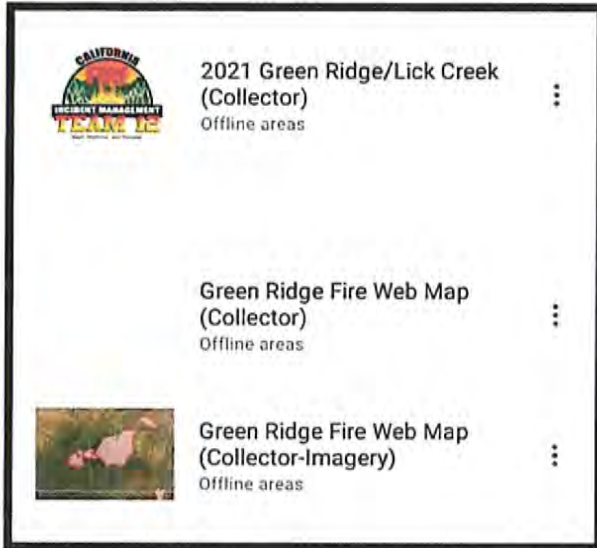 CALIFORNIA
INCIDENT MANAGEMENT
TEAM 12
2021 Green Ridge/Lick Creek
(Collector)
Offline areas
Green Ridge Fire Web Map
(Collector)
Offline areas
Green Ridge Fire Web Map
(Collector-Imagery)
Offline areas